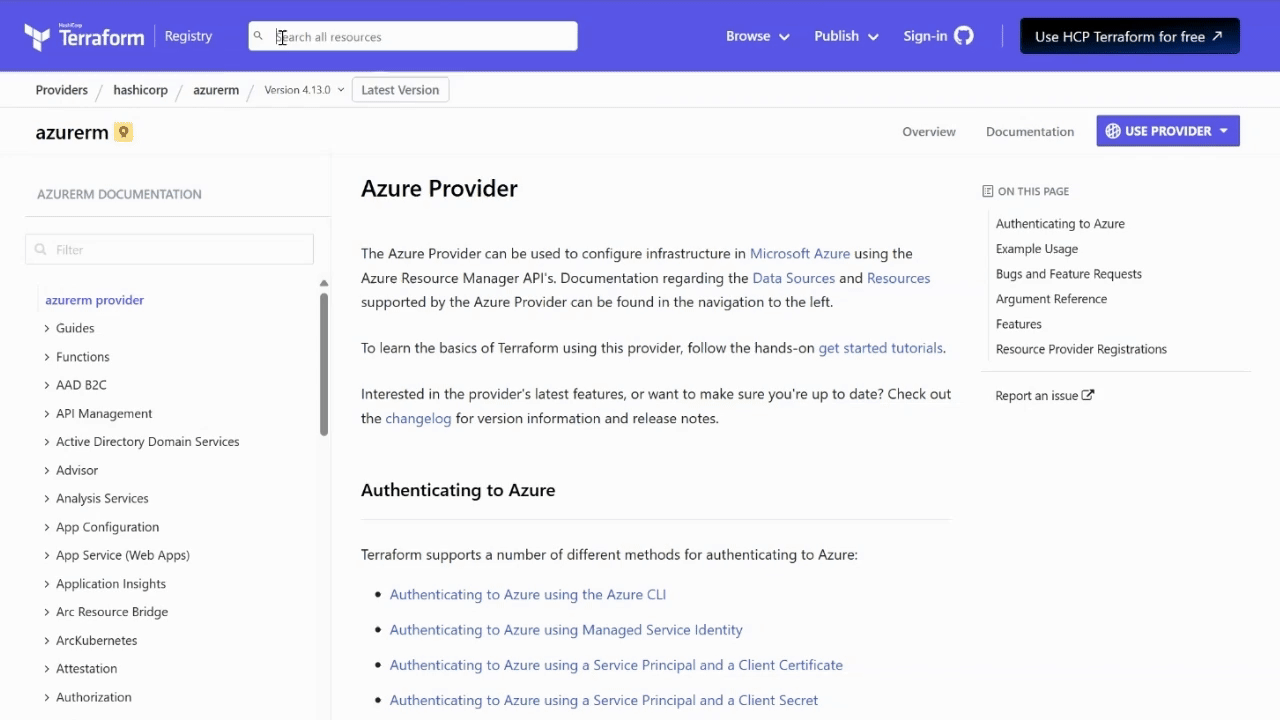 HashiCorp
Terraform
Registry
Search all resources
Browse
Publish
Sign-in
Use HCP Terraform for free ↗
Providers / hashicorp / azurerm / Version 4.13.0
Latest Version
azurerm
Overview
Documentation
USE PROVIDER
AZURERM DOCUMENTATION
Filter
azurerm provider
Guides
Functions
AAD B2C
API Management
Active Directory Domain Services
Advisor
Analysis Services
App Configuration
App Service (Web Apps)
Application Insights
Arc Resource Bridge
ArcKubernetes
Attestation
Authorization
Azure Provider
The Azure Provider can be used to configure infrastructure in Microsoft Azure using the
Azure Resource Manager API's. Documentation regarding the Data Sources and Resources
supported by the Azure Provider can be found in the navigation to the left.
To learn the basics of Terraform using this provider, follow the hands-on get started tutorials.
Interested in the provider's latest features, or want to make sure you're up to date? Check out
the changelog for version information and release notes.
Authenticating to Azure
Terraform supports a number of different methods for authenticating to Azure:
• Authenticating to Azure using the Azure CLI
• Authenticating to Azure using Managed Service Identity
• Authenticating to Azure using a Service Principal and a Client Certificate
• Authenticating to Azure using a Service Principal and a Client Secret
ON THIS PAGE
Authenticating to Azure
Example Usage
Bugs and Feature Requests
Argument Reference
Features
Resource Provider Registrations
Report an issue